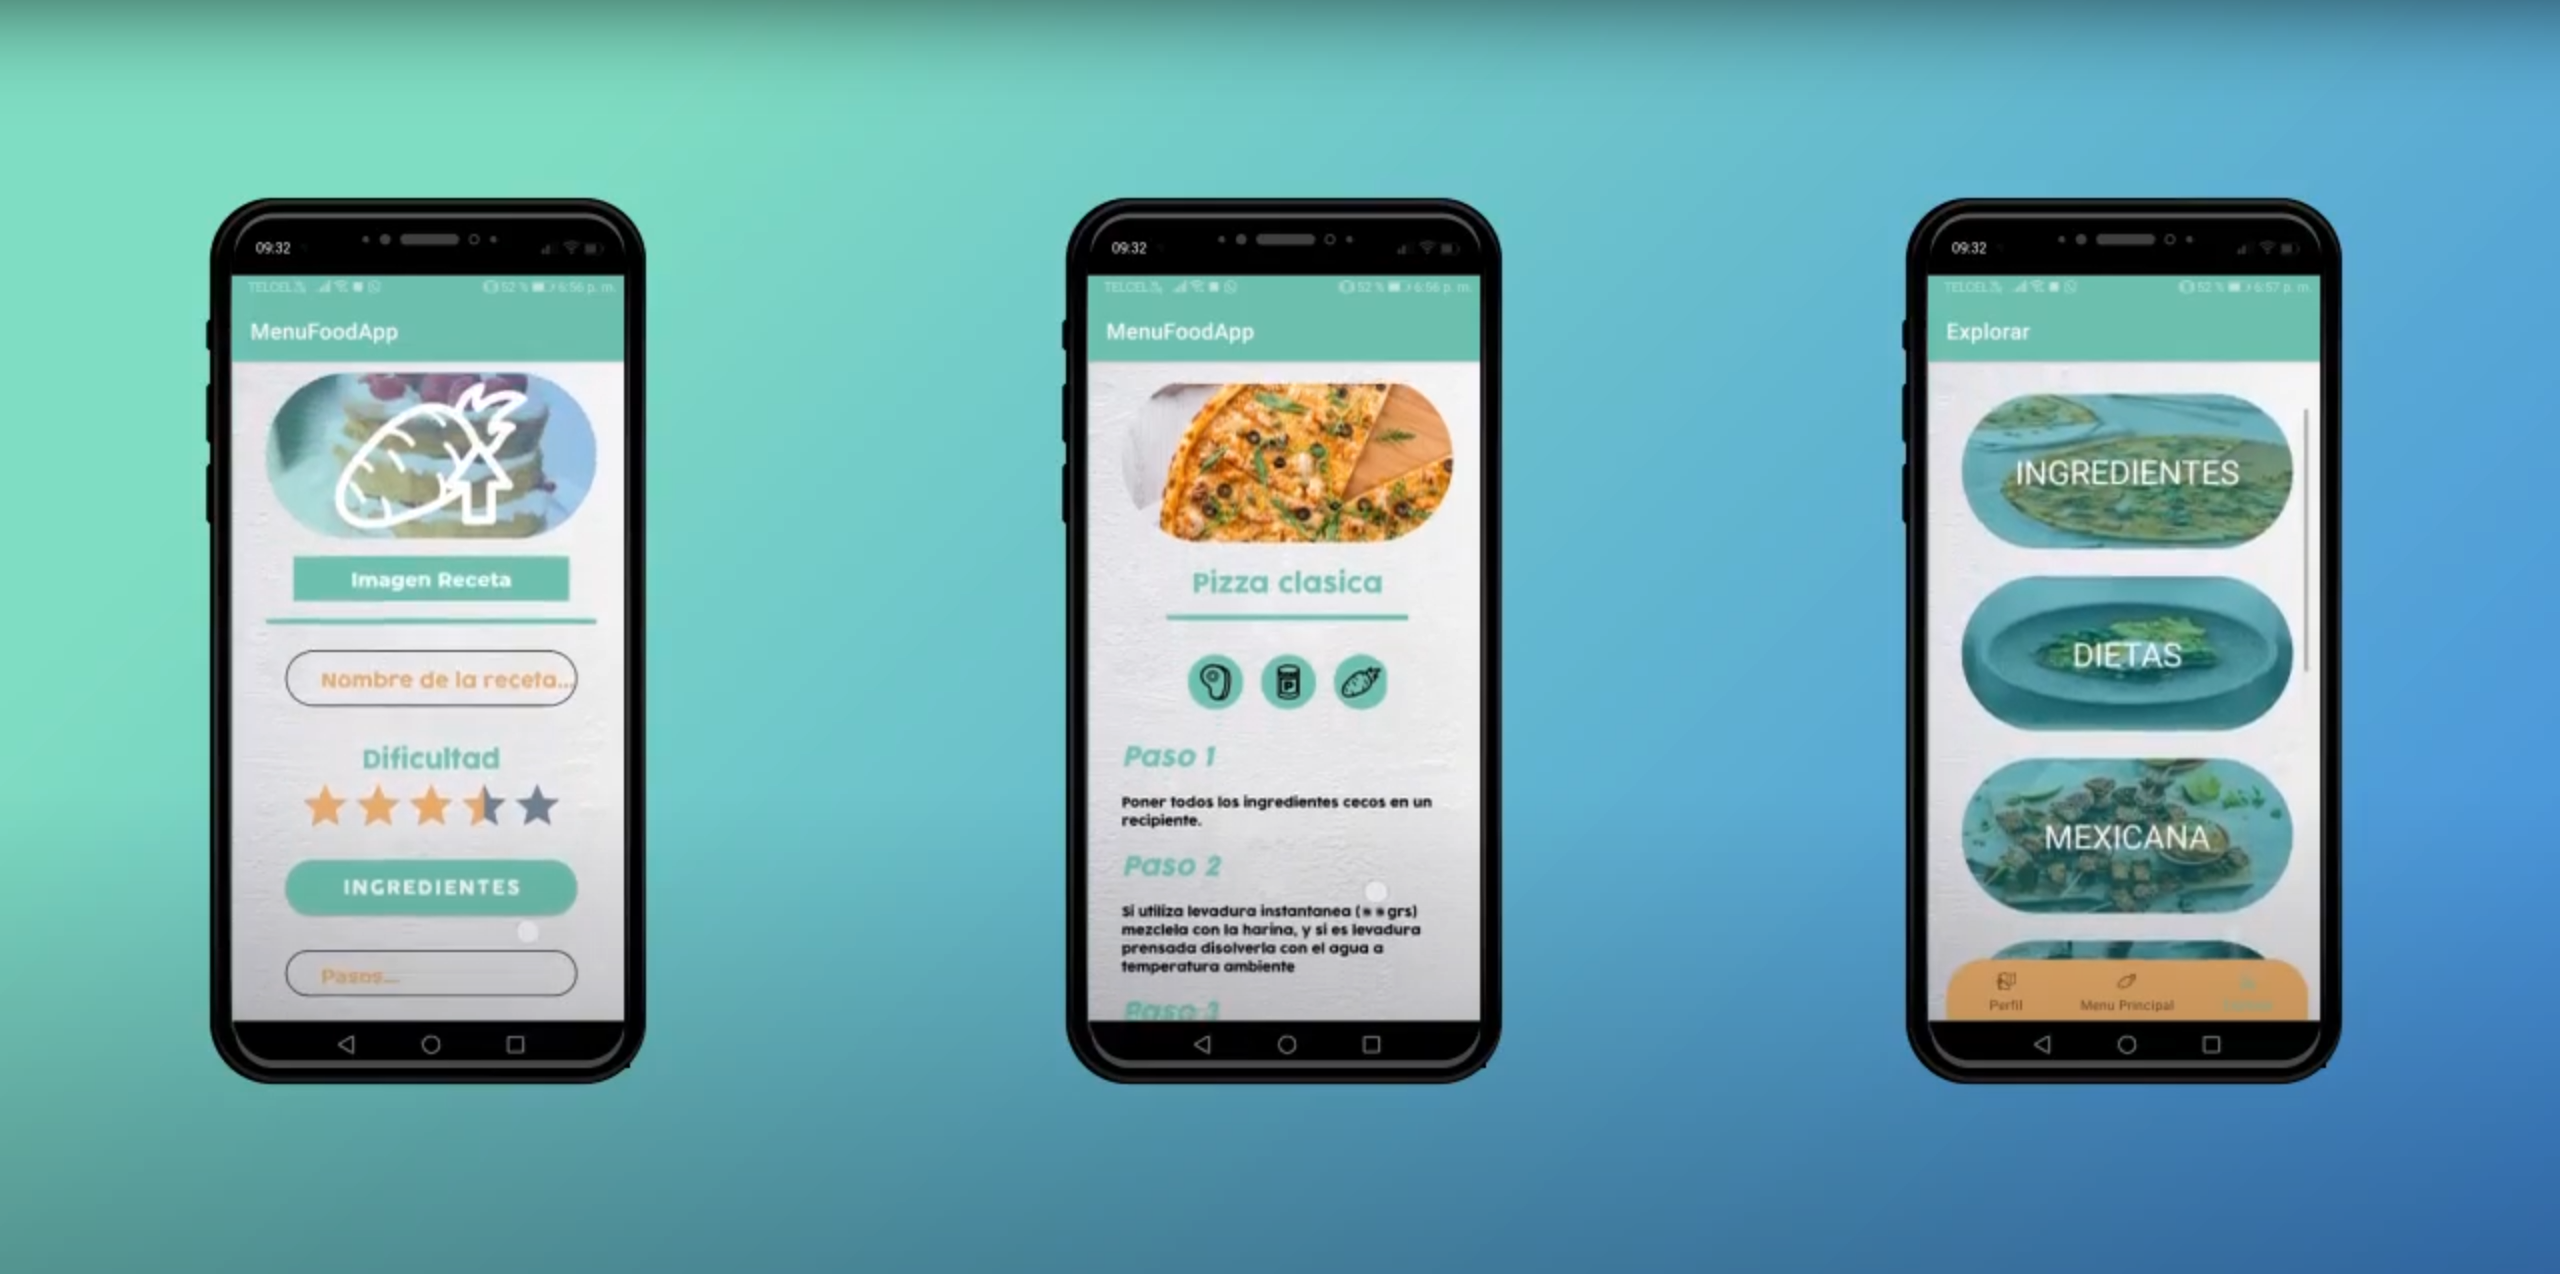 09:32
TELCEL 52 % 6:56 p. m.
MenuFoodApp
Imagen Receta
Nombre de la receta...
Dificultad
INGREDIENTES
Pasos...
09:32
TELCEL 52 % 6:56 p. m.
MenuFoodApp
Pizza clasica
P
Paso 1
Poner todos los ingredientes cecos en un
recipiente.
Paso 2
Si utiliza levadura instantanea (**grs)
mezclela con la harina, y si es levadura
prensada disolverla con el agua a
temperatura ambiente
Paso 3
09:32
TELCEL 52 % 6:57 p. m.
Explorar
INGREDIENTES
DIETAS
MEXICANA
Perfil
Menu Principal